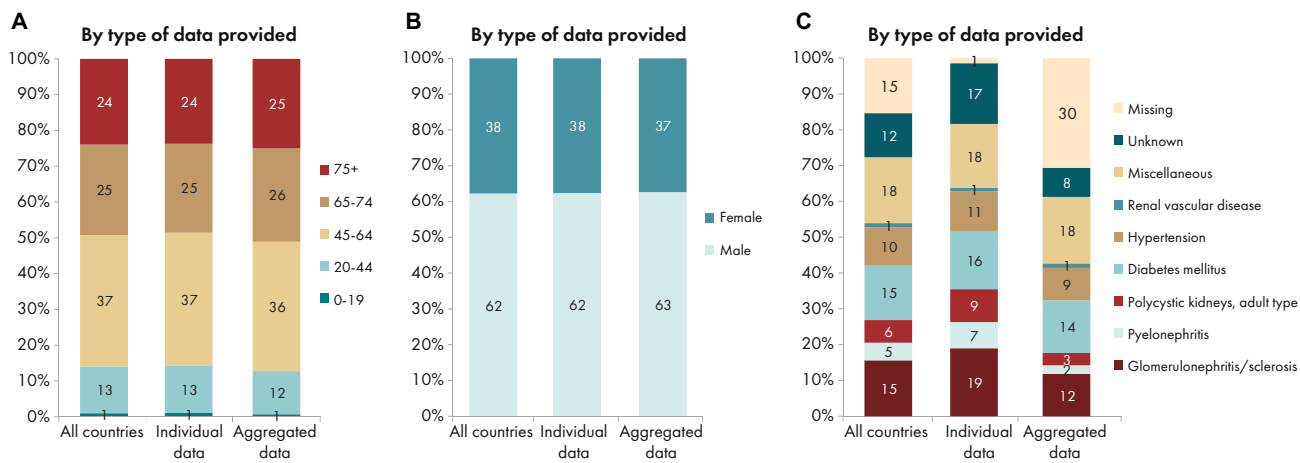 A
By type of data provided
100%
90%
80%
70%
60%
50%
40%
30%
20%
10%
0%
24 24 25
25 25 26
37 37 36
13 13 12
1 1 1
All countries Individual data Aggregated data
75+
65-74
45-64
20-44
0-19
B
By type of data provided
100%
90%
80%
70%
60%
50%
40%
30%
20%
10%
0%
38 38 37
62 62 63
All countries Individual data Aggregated data
Female
Male
C
By type of data provided
100%
90%
80%
70%
60%
50%
40%
30%
20%
10%
0%
15 1 30
12 17 8
18 18 18
1 1 1
10 11 9
15 16 14
6 9 3
5 7 2
15 19 12
All countries Individual data Aggregated data
Missing
Unknown
Miscellaneous
Renal vascular disease
Hypertension
Diabetes mellitus
Polycystic kidneys, adult type
Pyelonephritis
Glomerulonephritis/sclerosis